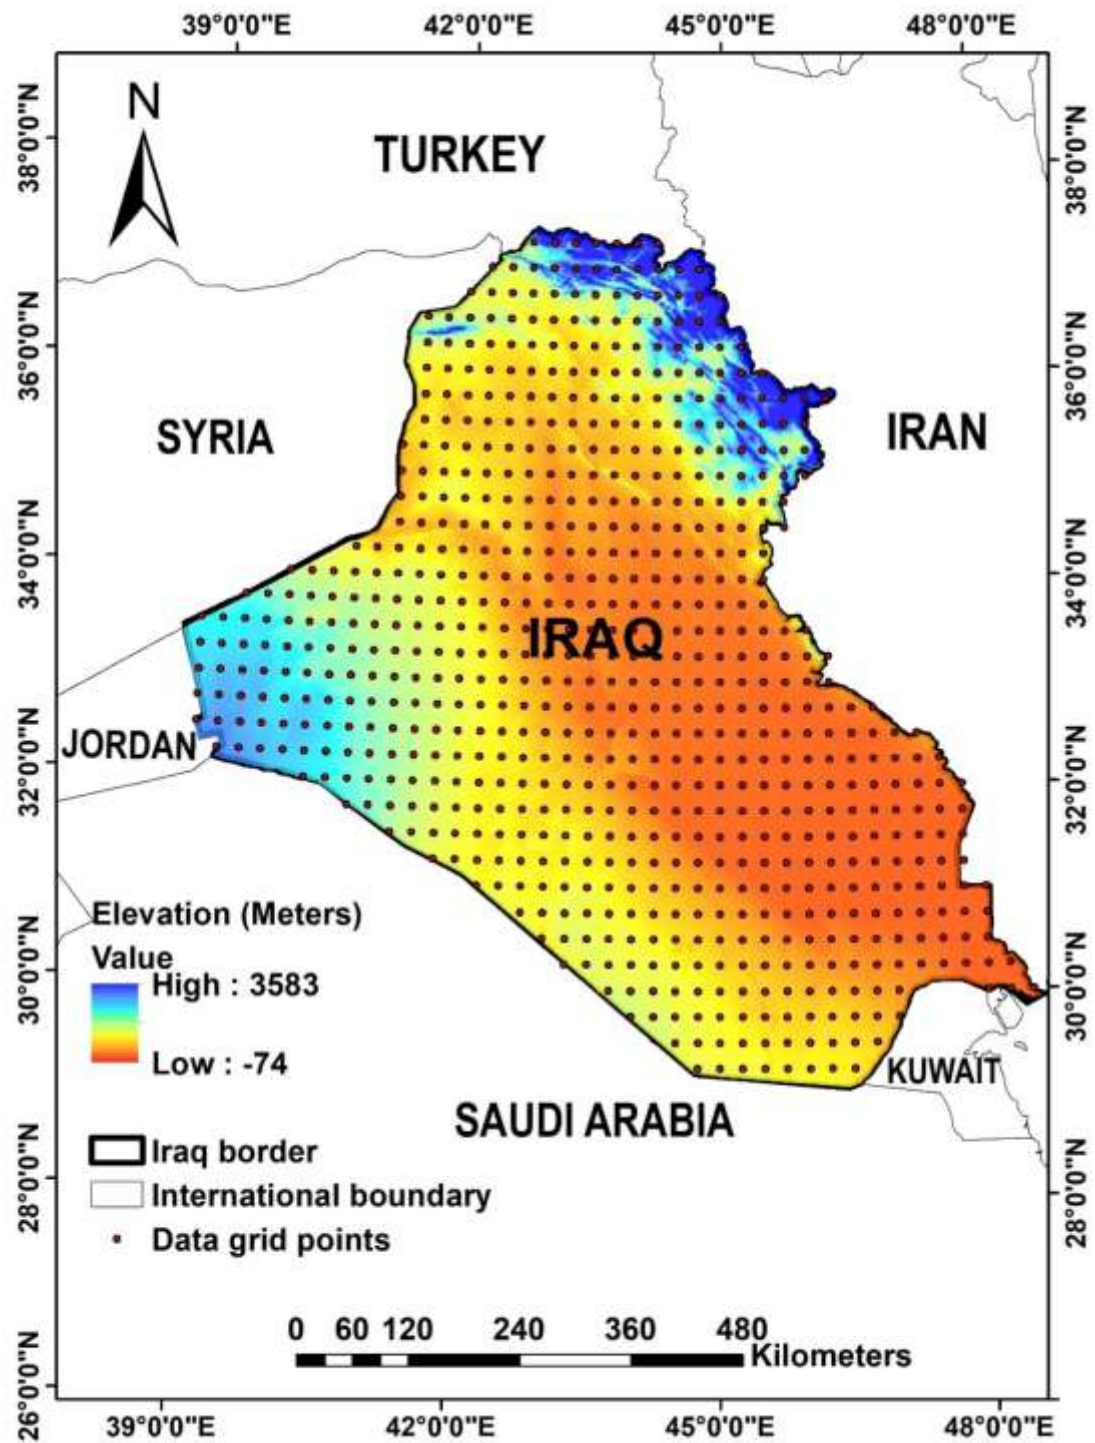 39°0'0"E 42°0'0"E 45°0'0"E 48°0'0"E
N
38°0'0"N
38°0'0"N
TURKEY
36°0'0"N
36°0'0"N
SYRIA
IRAN
34°0'0"N
34°0'0"N
IRAQ
JORDAN
32°0'0"N
32°0'0"N
Elevation (Meters)
Value
High : 3583
Low : -74
30°0'0"N
30°0'0"N
KUWAIT
SAUDI ARABIA
Iraq border
International boundary
Data grid points
28°0'0"N
28°0'0"N
0 60 120 240 360 480
Kilometers
26°0'0"N
39°0'0"E 42°0'0"E 45°0'0"E 48°0'0"E